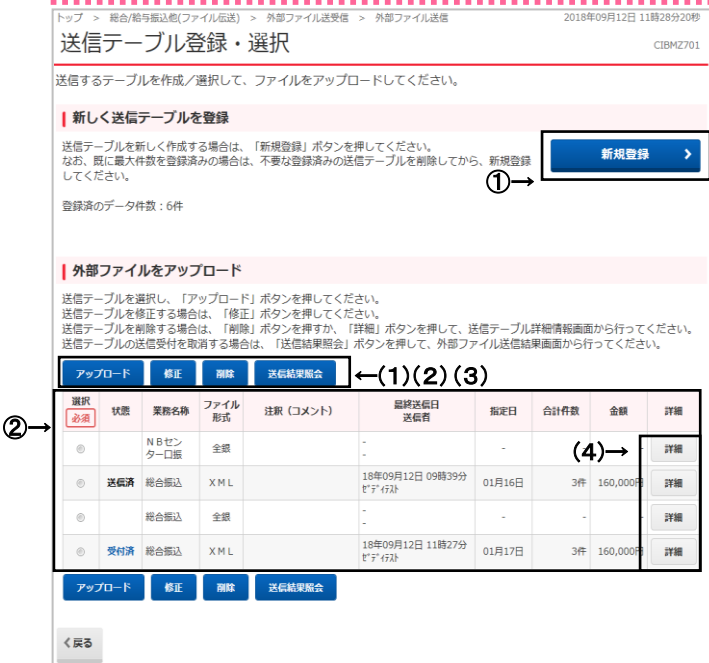 トップ > 総合/給与振込他(ファイル伝送) > 外部ファイル送受信 > 外部ファイル送信 2018年09月12日 11時28分20秒
送信テーブル登録・選択 CIBMZ701
送信するテーブルを作成／選択して、ファイルをアップロードしてください。
新しく送信テーブルを登録
送信テーブルを新しく作成する場合は、「新規登録」ボタンを押してください。
なお、既に最大件数を登録済みの場合は、不要な登録済みの送信テーブルを削除してから、新規登録
してください。
新規登録
①→
登録済のデータ件数：6件
外部ファイルをアップロード
送信テーブルを選択し、「アップロード」ボタンを押してください。
送信テーブルを修正する場合は、「修正」ボタンを押してください。
送信テーブルを削除する場合は、「削除」ボタンを押すか、「詳細」ボタンを押して、送信テーブル詳細情報画面から行ってください。
送信テーブルの送信受付を取消する場合は、「送信結果照会」ボタンを押して、外部ファイル送信結果画面から行ってください。
アップロード 修正 削除 送信結果照会 ←(1)(2)(3)
②→
選択 必須 状態 業務名称 ファイル形式 注釈（コメント） 最終送信日 送信者 指定日 合計件数 金額 詳細
ＮＢセンター口振 全銀 - - - (4)→ - 詳細
送信済 総合振込 ＸＭＬ 18年09月12日 09時39分 ｾﾞﾃﾞｨﾃｽﾄ 01月16日 3件 160,000円 詳細
総合振込 全銀 - - - - - 詳細
受付済 総合振込 ＸＭＬ 18年09月12日 11時27分 ｾﾞﾃﾞｨﾃｽﾄ 01月17日 3件 160,000円 詳細
アップロード 修正 削除 送信結果照会
戻る